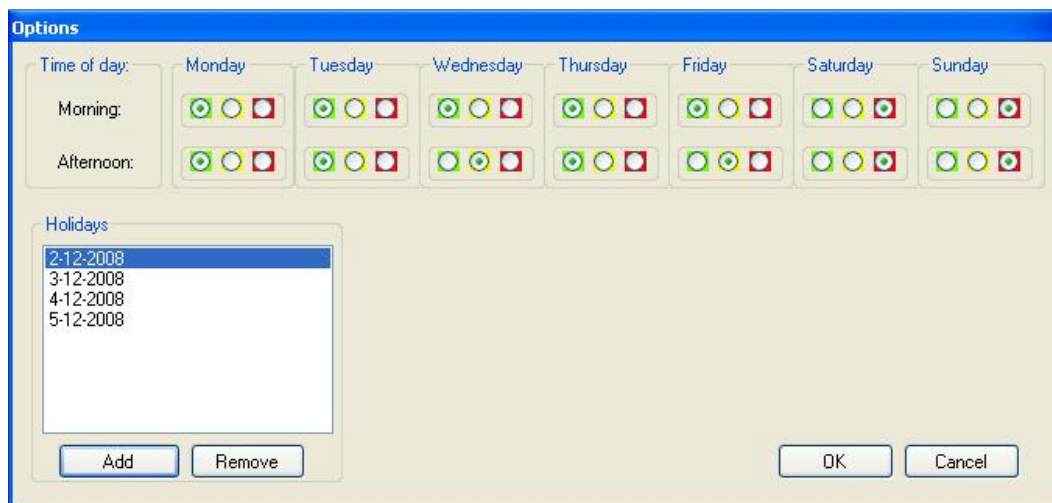 Options
Time of day: Monday Tuesday Wednesday Thursday Friday Saturday Sunday
Morning:
Afternoon:
Holidays
2-12-2008
3-12-2008
4-12-2008
5-12-2008
Add Remove OK Cancel